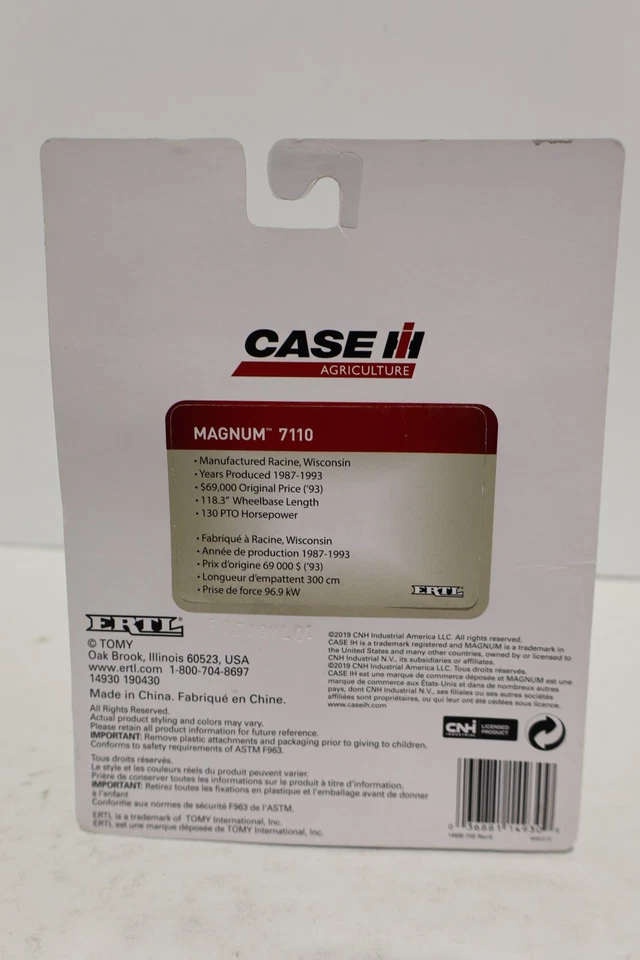 CASE IH
AGRICULTURE
MAGNUM™ 7110
• Manufactured Racine, Wisconsin
• Years Produced 1987-1993
• $69,000 Original Price ('93)
• 118.3" Wheelbase Length
• 130 PTO Horsepower
• Fabriqué à Racine, Wisconsin
• Année de production 1987-1993
• Prix d'origine 69 000 $ ('93)
• Longueur d'empattent 300 cm
• Prise de force 96.9 kW
ERTL
ERTL®
© TOMY
Oak Brook, Illinois 60523, USA
www.ertl.com 1-800-704-8697
14930 190430
Made in China. Fabriqué en Chine.
All Rights Reserved.
Actual product styling and colors may vary.
Please retain all product information for future reference.
IMPORTANT: Remove plastic attachments and packaging prior to giving to children.
Conforms to safety requirements of ASTM F963.
Tous droits réservés.
Le style et les couleurs réels du produit peuvent varier.
Prière de conserver toutes les informations sur le produit à titre d'information.
IMPORTANT: Retirez toutes les fixations en plastique et l'emballage avant de donner
à l'enfant
Conforme aux normes de sécurité F963 de l'ASTM.
ERTL is a trademark of TOMY International, Inc.
ERTL est une marque déposée de TOMY International, Inc.
©2019 CNH Industrial America LLC. All rights reserved.
CASE IH is a trademark registered and MAGNUM is a trademark in
the United States and many other countries, owned by or licensed to
CNH Industrial N.V., its subsidiaries or affiliates.
©2019 CNH Industrial America LLC. Tous droits réservés.
CASE IH est une marque de commerce déposée et MAGNUM est une
marque de commerce aux États-Unis et dans de nombreux autres
pays, dont CNH Industrial N.V., ses filiales ou ses autres sociétés
affiliées sont propriétaires, ou qui leur ont été cédées sous licence.
www.caseih.com
CNH INDUSTRIAL LICENSED PRODUCT
0 36881 14930